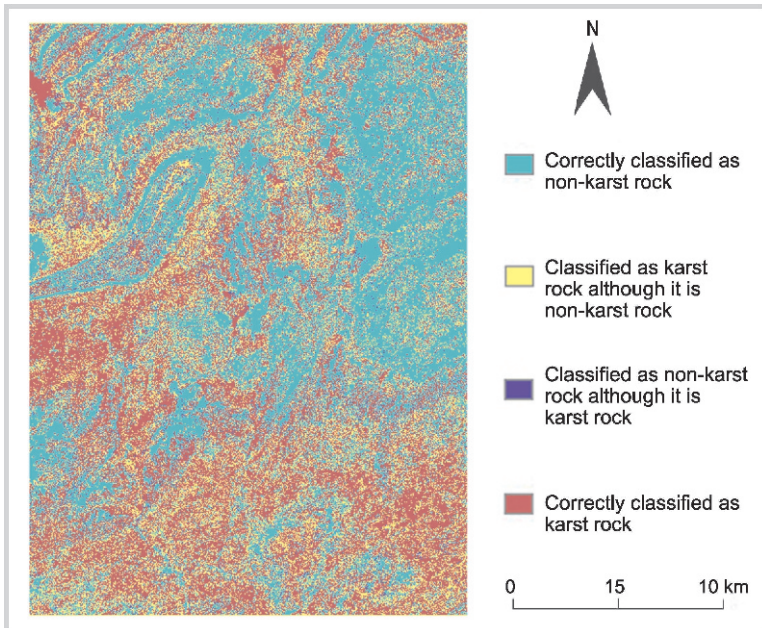 N
Correctly classified as
non-karst rock
Classified as karst
rock although it is
non-karst rock
Classified as non-karst
rock although it is
karst rock
Correctly classified as
karst rock
0 15 10 km